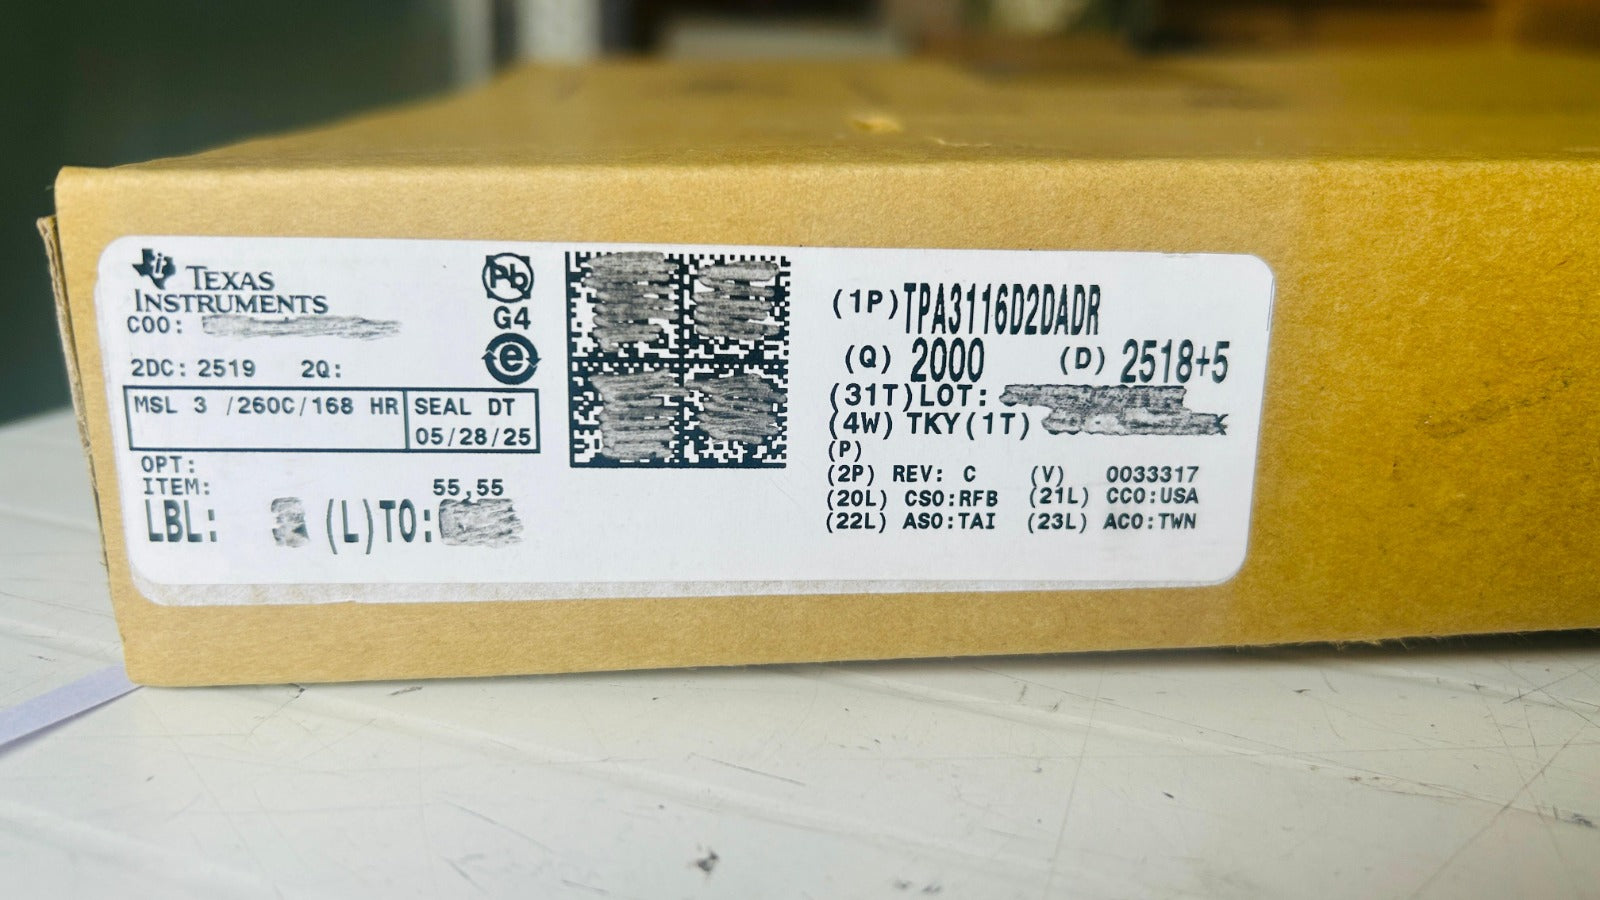 TEXAS
INSTRUMENTS
COO:
2DC: 2519 2Q:
MSL 3 /260C/168 HR
SEAL DT
05/28/25
OPT:
ITEM:
55,55
LBL: (L)TO:
Pb
G4
e
(1P)TPA3116D2DADR
(Q) 2000 (D) 2518+5
(31T)LOT:
(4W) TKY(1T)
(P)
(2P) REV: C (V) 0033317
(20L) CSO:RFB (21L) CCO:USA
(22L) ASO:TAI (23L) ACO:TWN